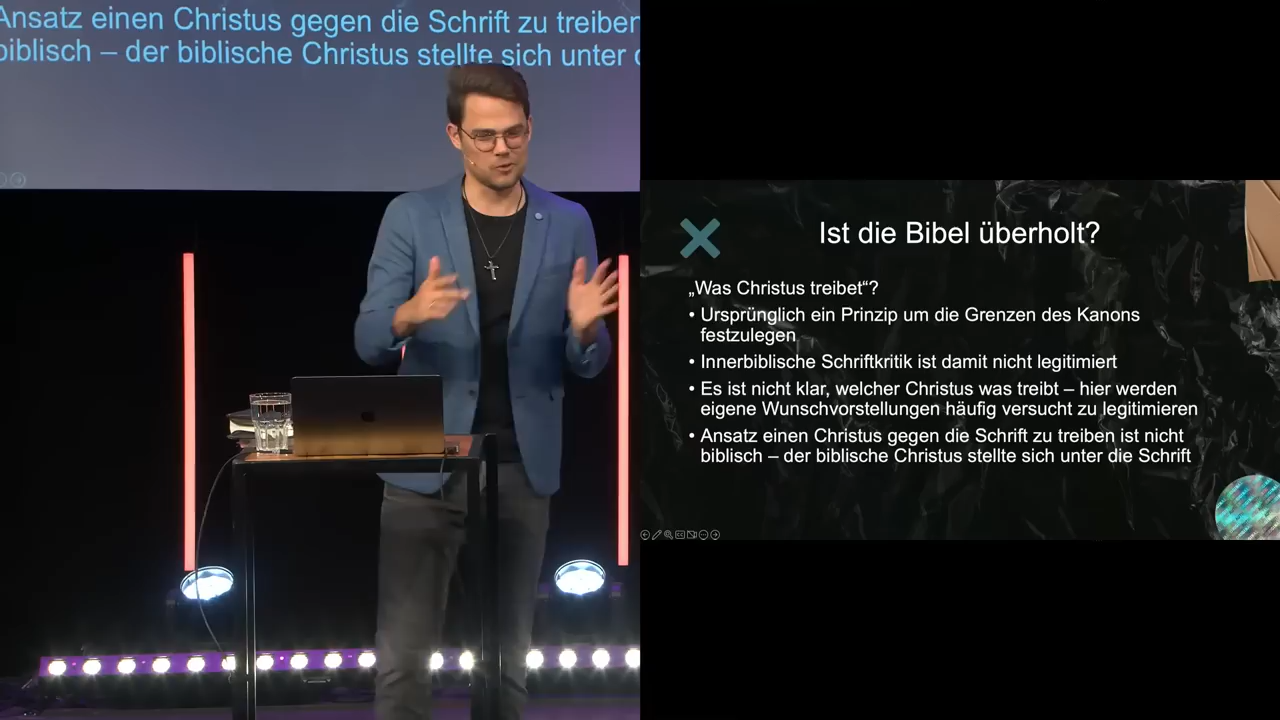 Ansatz einen Christus gegen die Schrift zu treiben
biblisch – der biblische Christus stellte sich unter
Ist die Bibel überholt?
„Was Christus treibet“?
• Ursprünglich ein Prinzip um die Grenzen des Kanons
festzulegen
• Innerbiblische Schriftkritik ist damit nicht legitimiert
• Es ist nicht klar, welcher Christus was treibt – hier werden
eigene Wunschvorstellungen häufig versucht zu legitimieren
• Ansatz einen Christus gegen die Schrift zu treiben ist nicht
biblisch – der biblische Christus stellte sich unter die Schrift